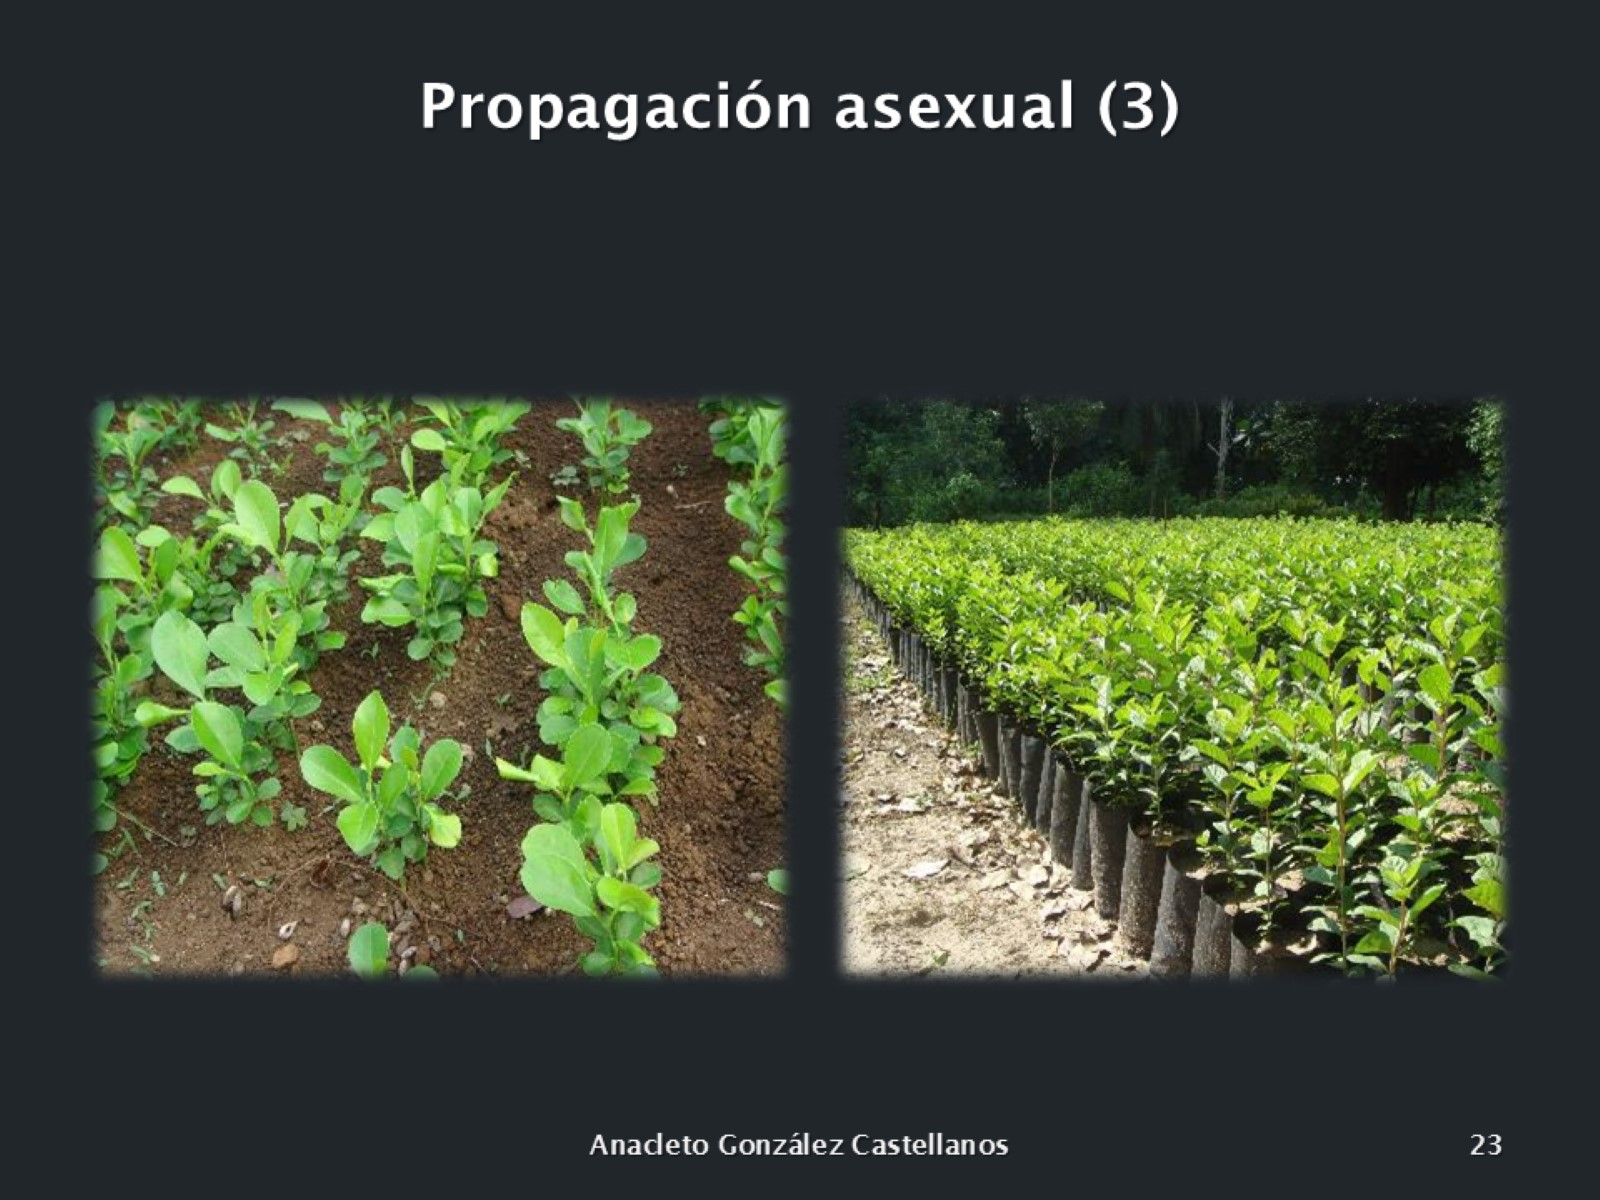 Propagación asexual (3)
Anacleto González Castellanos
23